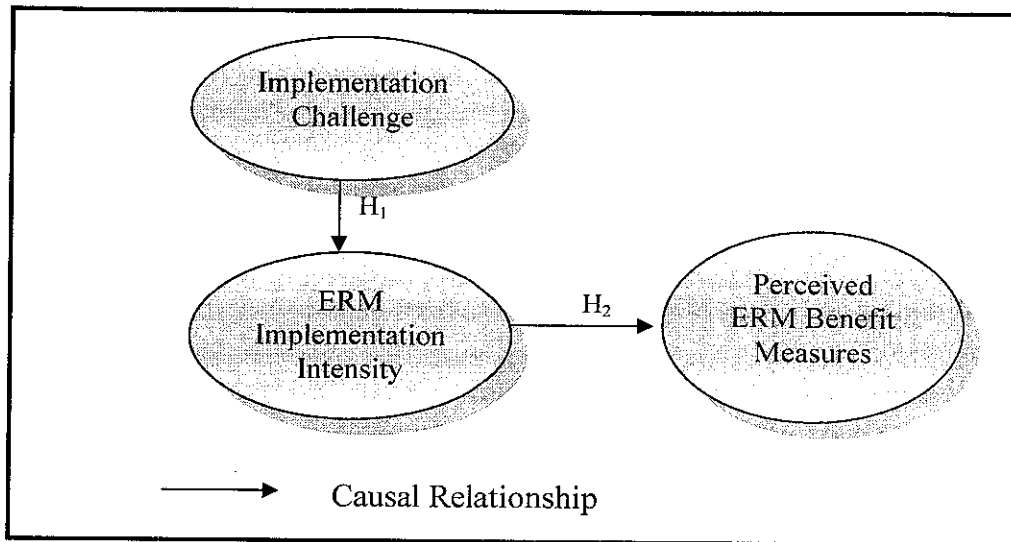 Implementation
Challenge
H₁
ERM
Implementation
Intensity
H₂
Perceived
ERM Benefit
Measures
Causal Relationship